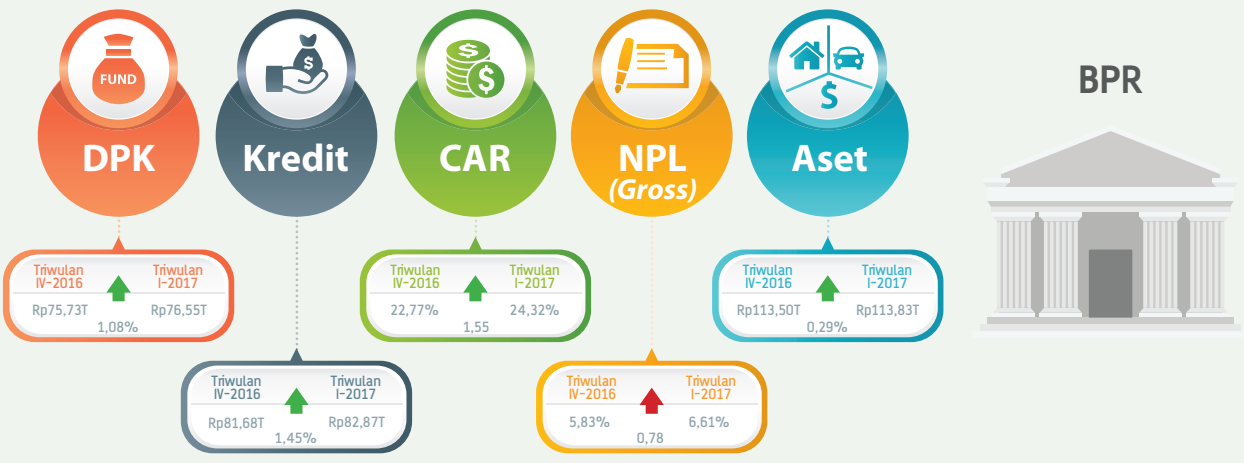 FUND
$
$
$
$
DPK
Kredit
CAR
NPL
(Gross)
Aset
BPR
Triwulan
IV-2016
Triwulan
I-2017
Rp75,73T
Rp76,55T
1,08%
Triwulan
IV-2016
Triwulan
I-2017
Rp81,68T
Rp82,87T
1,45%
Triwulan
IV-2016
Triwulan
I-2017
22,77%
24,32%
1,55
Triwulan
IV-2016
Triwulan
I-2017
5,83%
6,61%
0,78
Triwulan
IV-2016
Triwulan
I-2017
Rp113,50T
Rp113,83T
0,29%